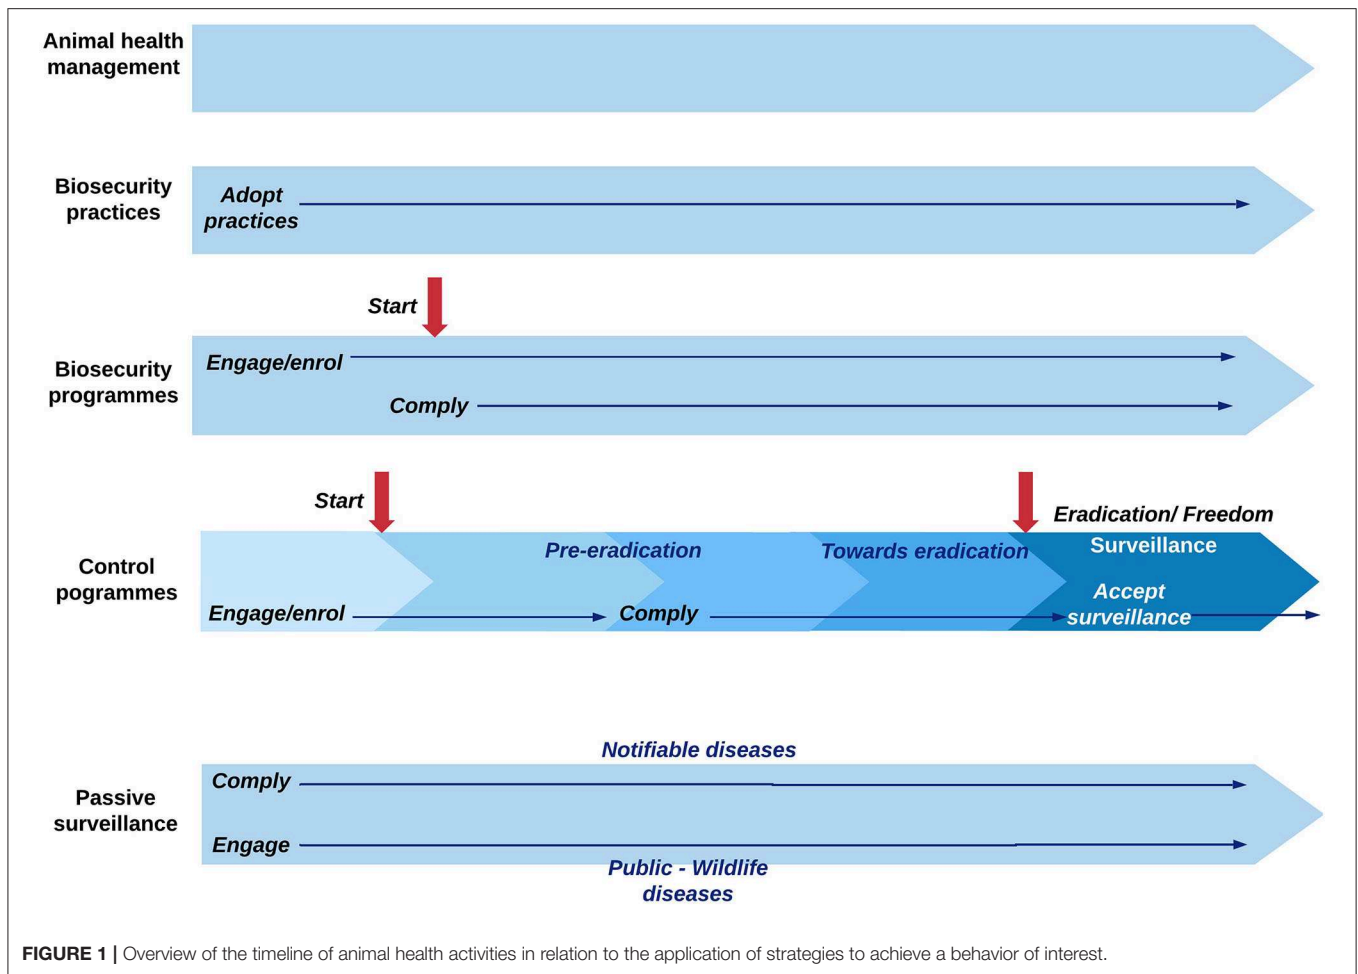 Animal health
management
Biosecurity
practices
Adopt
practices
Start
Biosecurity
programmes
Engage/enrol
Comply
Start
Eradication/ Freedom
Control
pogrammes
Pre-eradication
Towards eradication
Surveillance
Engage/enrol
Comply
Accept
surveillance
Notifiable diseases
Passive
surveillance
Comply
Engage
Public - Wildlife
diseases
FIGURE 1 | Overview of the timeline of animal health activities in relation to the application of strategies to achieve a behavior of interest.